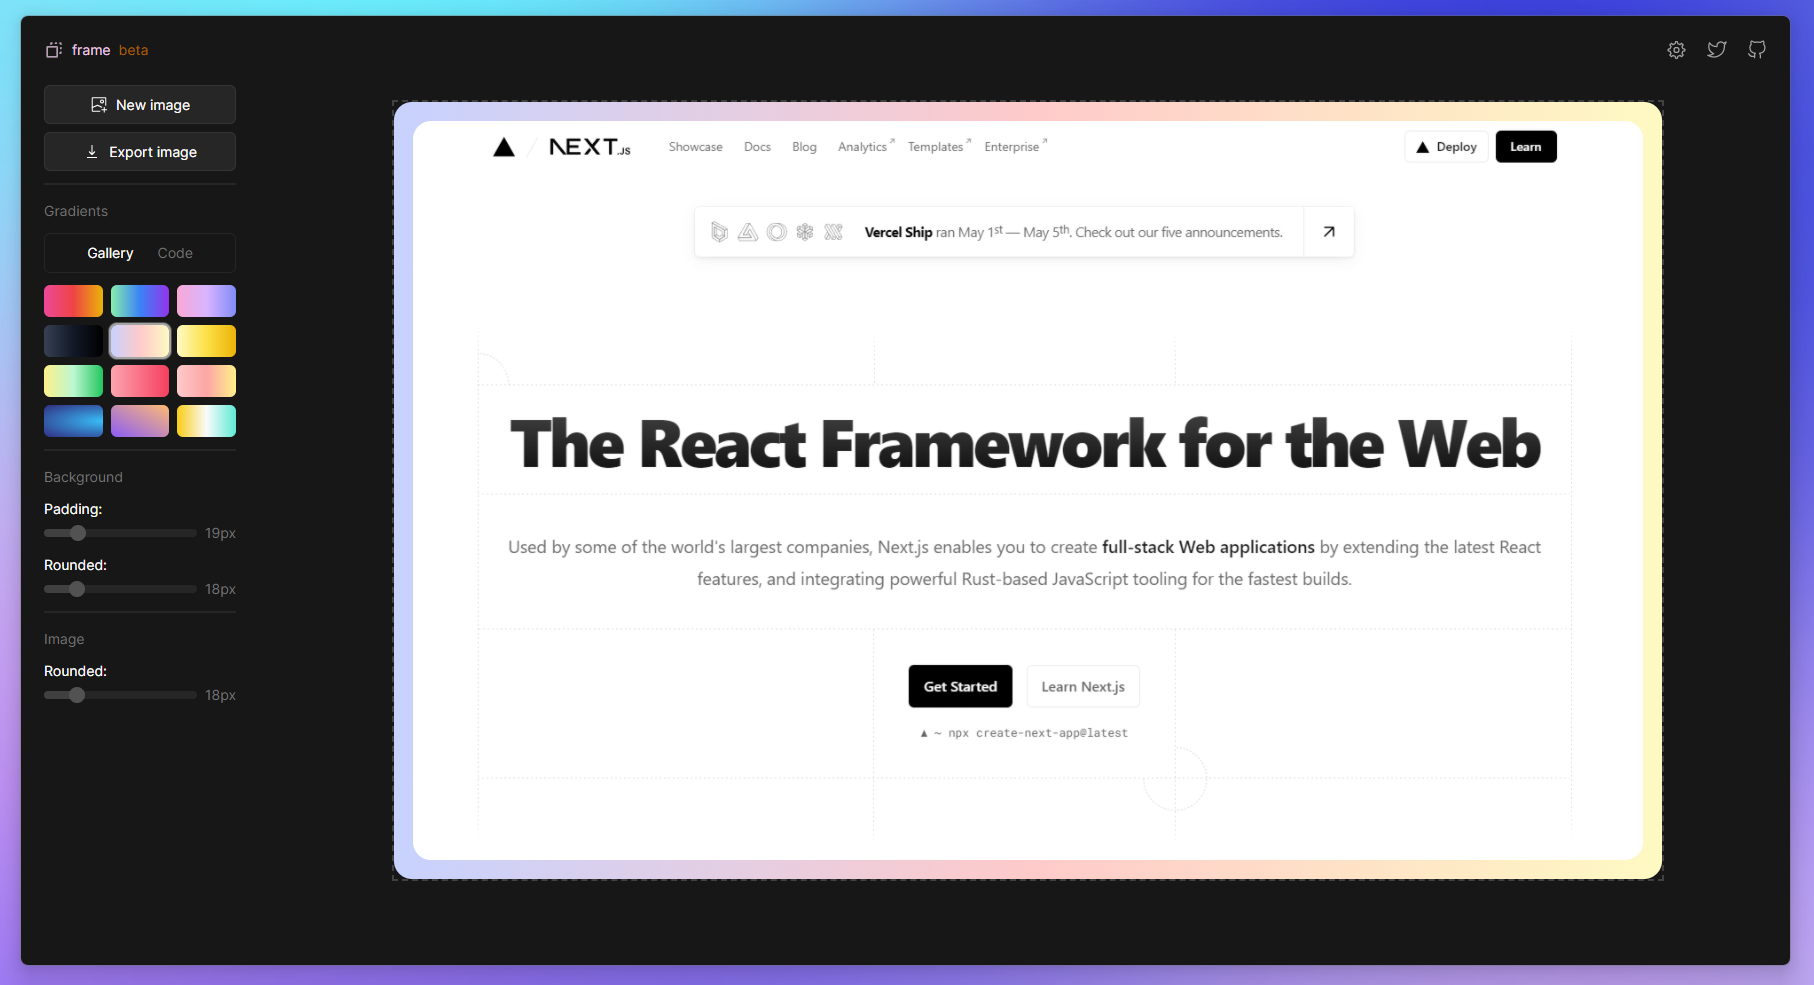 frame beta
New image
Export image
Gradients
Gallery Code
Background
Padding:
19px
Rounded:
18px
Image
Rounded:
18px
NEXT.JS Showcase Docs Blog Analytics↗ Templates↗ Enterprise↗ Deploy Learn
Vercel Ship ran May 1st — May 5th. Check out our five announcements.
The React Framework for the Web
Used by some of the world's largest companies, Next.js enables you to create full-stack Web applications by extending the latest React
features, and integrating powerful Rust-based JavaScript tooling for the fastest builds.
Get Started Learn Next.js
▲ ~ npx create-next-app@latest